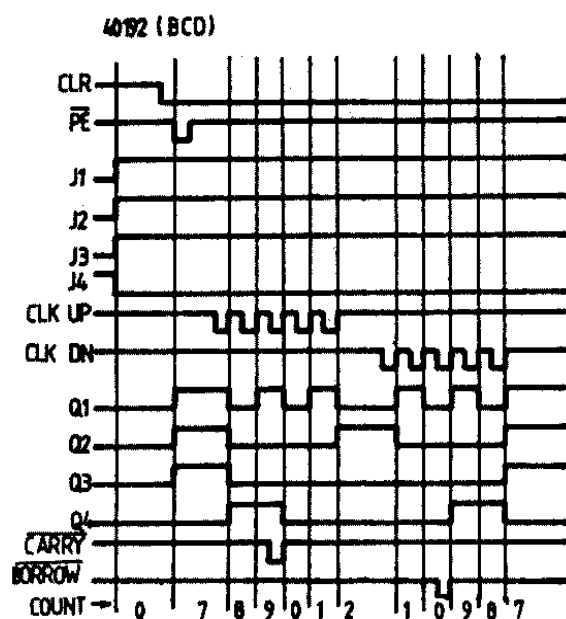 40192 (BCD)
CLR
PE
J1
J2
J3
J4
CLK UP
CLK DN
Q1
Q2
Q3
Q4
CARRY
BORROW
COUNT → 0 7 8 9 0 1 2 1 0 9 8 7